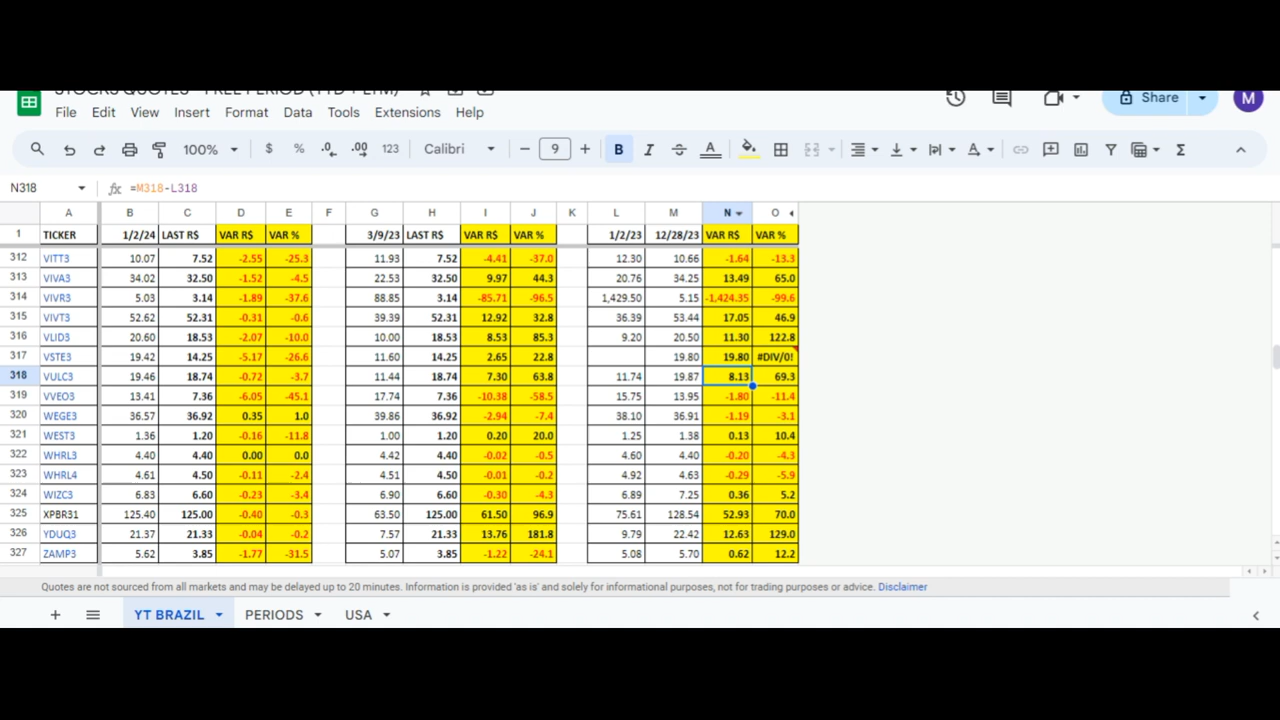 STOCKS QUOTES - FREE PERIOD (YTD + LTM)
File Edit View Insert Format Data Tools Extensions Help
Share M
100% $ % .0 .00 123 Calibri - 9 + B I A Σ
N318 fx =M318-L318
A B C D E F G H I J K L M N O
1 TICKER 1/2/24 LAST R$ VAR R$ VAR % 3/9/23 LAST R$ VAR R$ VAR % 1/2/23 12/28/23 VAR R$ VAR %
312 VITT3 10.07 7.52 -2.55 -25.3 11.93 7.52 -4.41 -37.0 12.30 10.66 -1.64 -13.3
313 VIVA3 34.02 32.50 -1.52 -4.5 22.53 32.50 9.97 44.3 20.76 34.25 13.49 65.0
314 VIVR3 5.03 3.14 -1.89 -37.6 88.85 3.14 -85.71 -96.5 1,429.50 5.15 -1,424.35 -99.6
315 VIVT3 52.62 52.31 -0.31 -0.6 39.39 52.31 12.92 32.8 36.39 53.44 17.05 46.9
316 VLID3 20.60 18.53 -2.07 -10.0 10.00 18.53 8.53 85.3 9.20 20.50 11.30 122.8
317 VSTE3 19.42 14.25 -5.17 -26.6 11.60 14.25 2.65 22.8 19.80 19.80 #DIV/0!
318 VULC3 19.46 18.74 -0.72 -3.7 11.44 18.74 7.30 63.8 11.74 19.87 8.13 69.3
319 VVEO3 13.41 7.36 -6.05 -45.1 17.74 7.36 -10.38 -58.5 15.75 13.95 -1.80 -11.4
320 WEGE3 36.57 36.92 0.35 1.0 39.86 36.92 -2.94 -7.4 38.10 36.91 -1.19 -3.1
321 WEST3 1.36 1.20 -0.16 -11.8 1.00 1.20 0.20 20.0 1.25 1.38 0.13 10.4
322 WHRL3 4.40 4.40 0.00 0.0 4.42 4.40 -0.02 -0.5 4.60 4.40 -0.20 -4.3
323 WHRL4 4.61 4.50 -0.11 -2.4 4.51 4.50 -0.01 -0.2 4.92 4.63 -0.29 -5.9
324 WIZC3 6.83 6.60 -0.23 -3.4 6.90 6.60 -0.30 -4.3 6.89 7.25 0.36 5.2
325 XPBR31 125.40 125.00 -0.40 -0.3 63.50 125.00 61.50 96.9 75.61 128.54 52.93 70.0
326 YDUQ3 21.37 21.33 -0.04 -0.2 7.57 21.33 13.76 181.8 9.79 22.42 12.63 129.0
327 ZAMP3 5.62 3.85 -1.77 -31.5 5.07 3.85 -1.22 -24.1 5.08 5.70 0.62 12.2
Quotes are not sourced from all markets and may be delayed up to 20 minutes. Information is provided 'as is' and solely for informational purposes, not for trading purposes or advice. Disclaimer
+ YT BRAZIL PERIODS USA